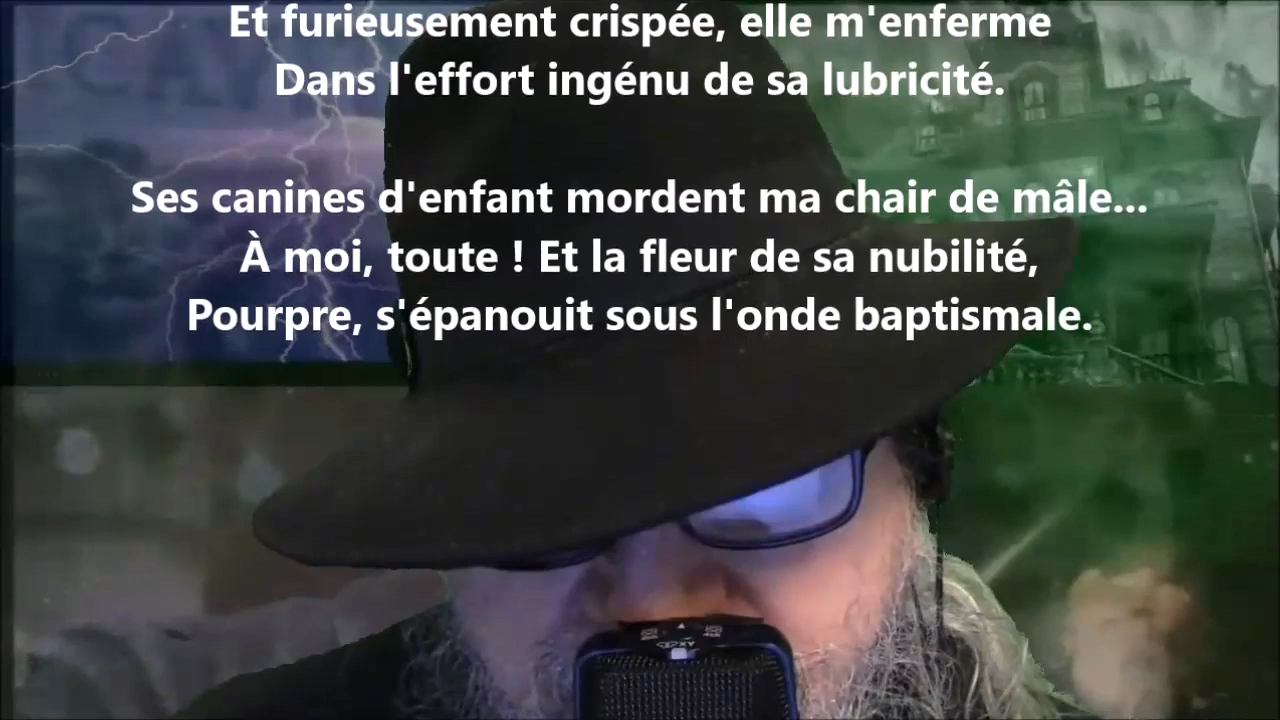 Et furieusement crispée, elle m'enferme
Dans l'effort ingénu de sa lubricité.
Ses canines d'enfant mordent ma chair de mâle...
À moi, toute ! Et la fleur de sa nubilité,
Pourpre, s'épanouit sous l'onde baptismale.